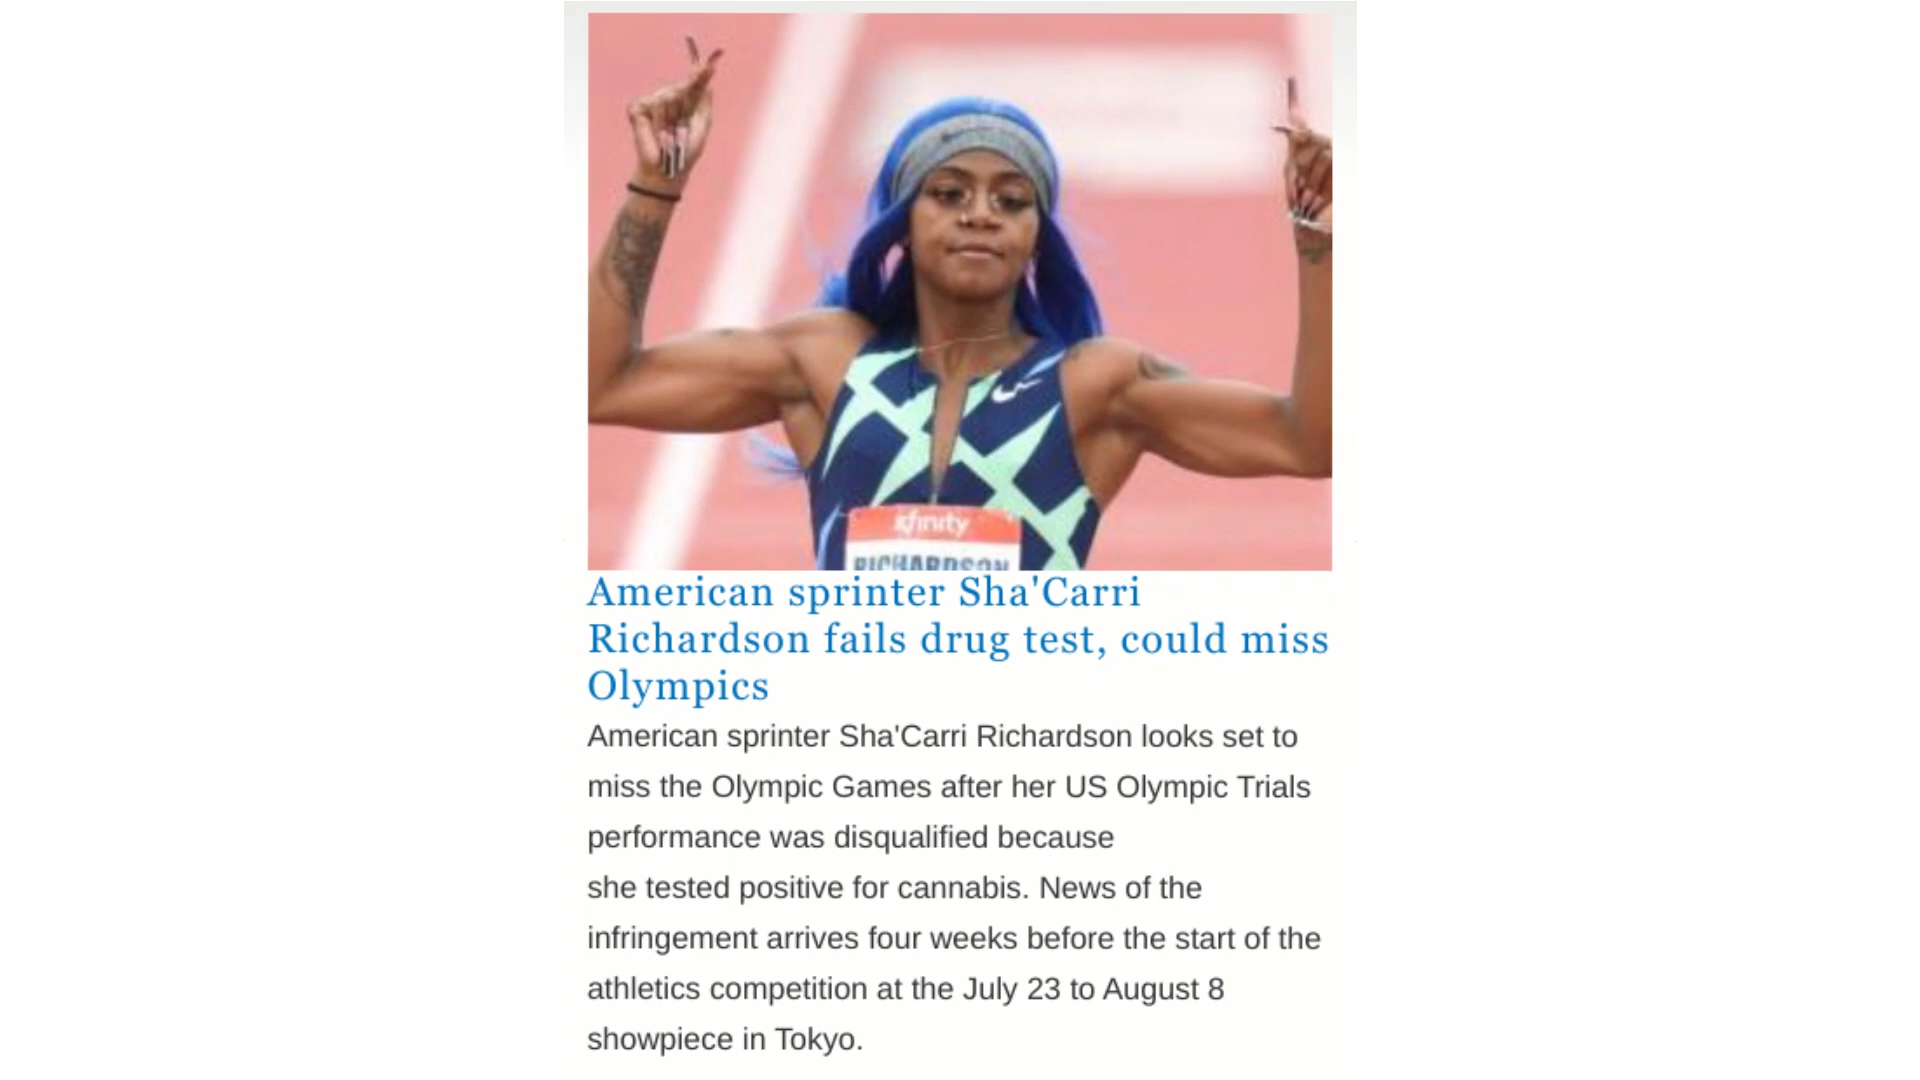 xfinity
RICHARDSON
American sprinter Sha'Carri
Richardson fails drug test, could miss
Olympics
American sprinter Sha'Carri Richardson looks set to
miss the Olympic Games after her US Olympic Trials
performance was disqualified because
she tested positive for cannabis. News of the
infringement arrives four weeks before the start of the
athletics competition at the July 23 to August 8
showpiece in Tokyo.